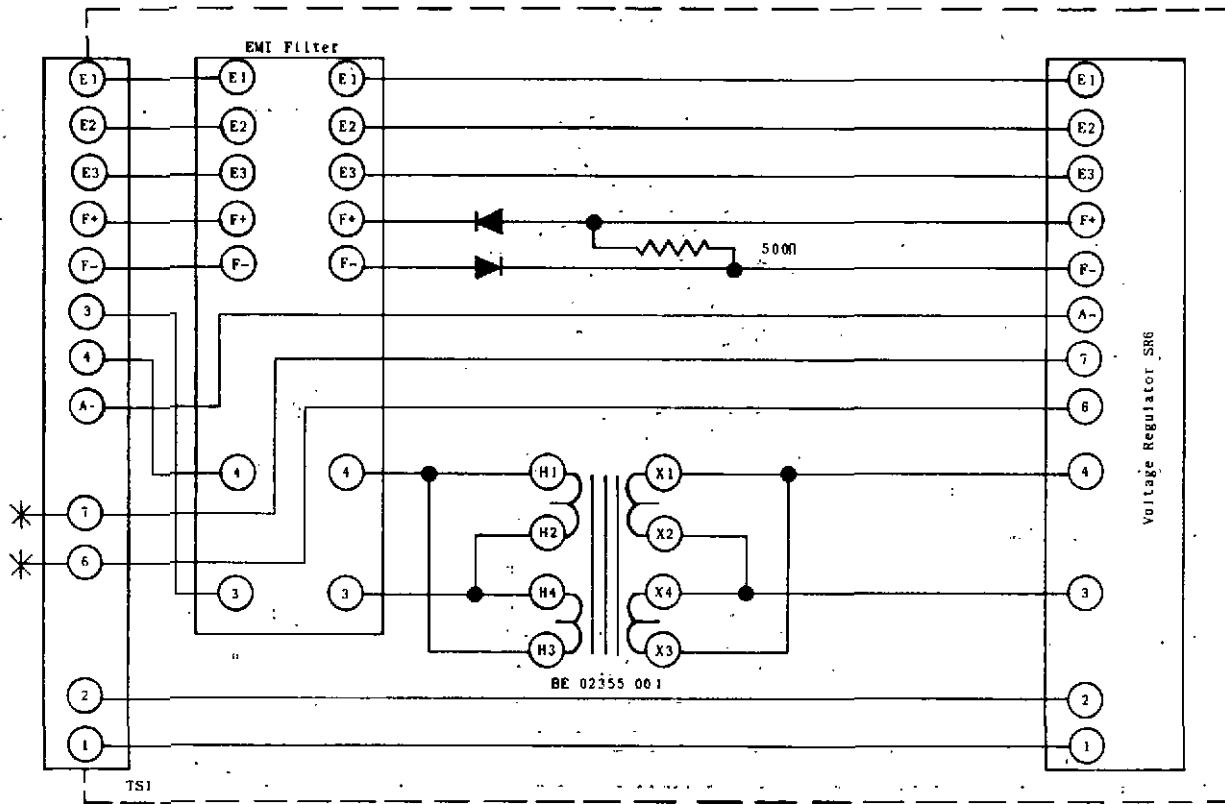 EMI Filter
E1 E1 E1 E1
E2 E2 E2 E2
E3 E3 E3 E3
F+ F+ F+ F+
F- F- F- F-
500Ω
3 A-
4 7
A- 6
4 4 H1 X1 4
7
H2 X2
6
3 3 H4 X4 3
H3 X3
BE 02355 001
2 2
1 1
TS1
Voltage Regulator SR6